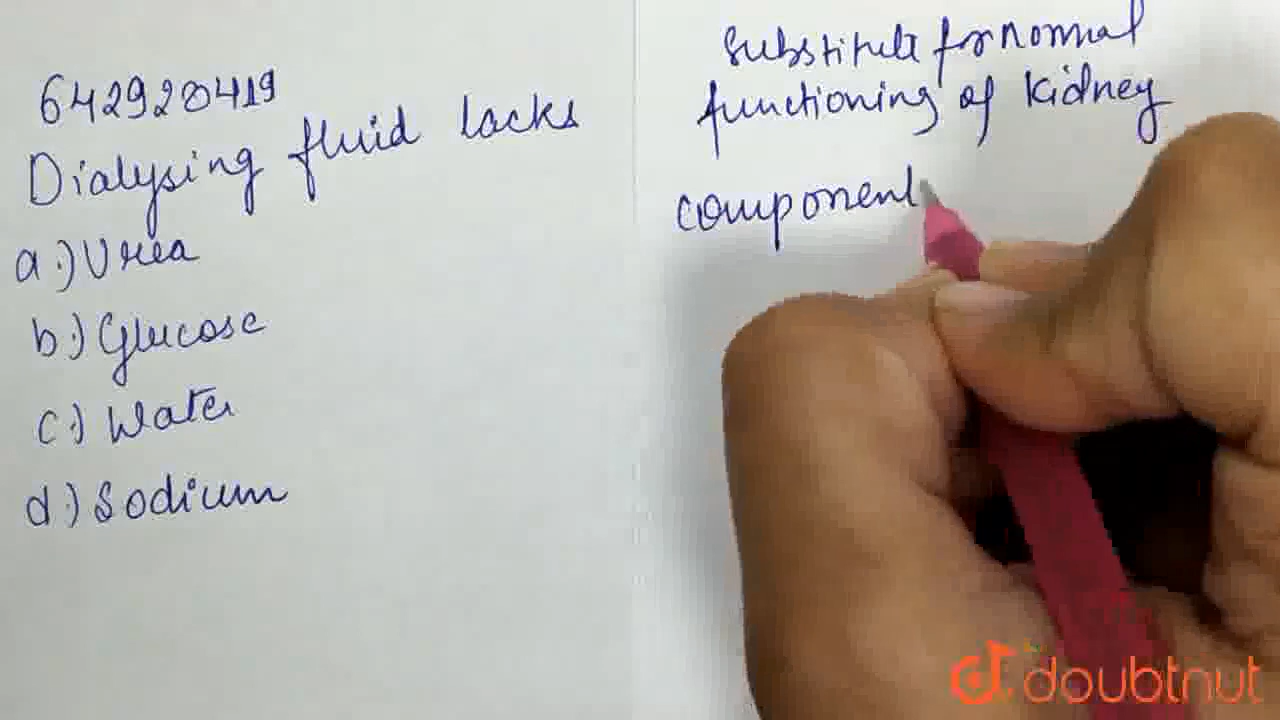 642920419
Dialysing fluid lacks
a.) Urea
b.) Glucose
c.) Water
d.) Sodium
Substitute for normal
functioning of kidney
component
doubtnut